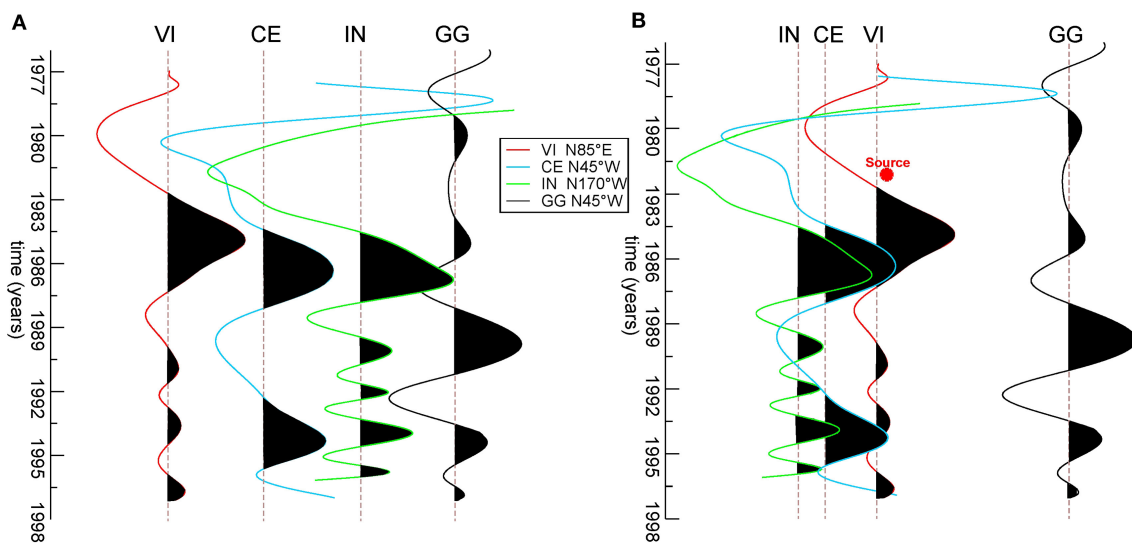 A
VI CE IN GG
1977
1980
1983
1986
1989
1992
1995
1998
time (years)
VI N85°E
CE N45°W
IN N170°W
GG N45°W
B
IN CE VI GG
1977
1980
1983
1986
1989
1992
1995
1998
time (years)
Source